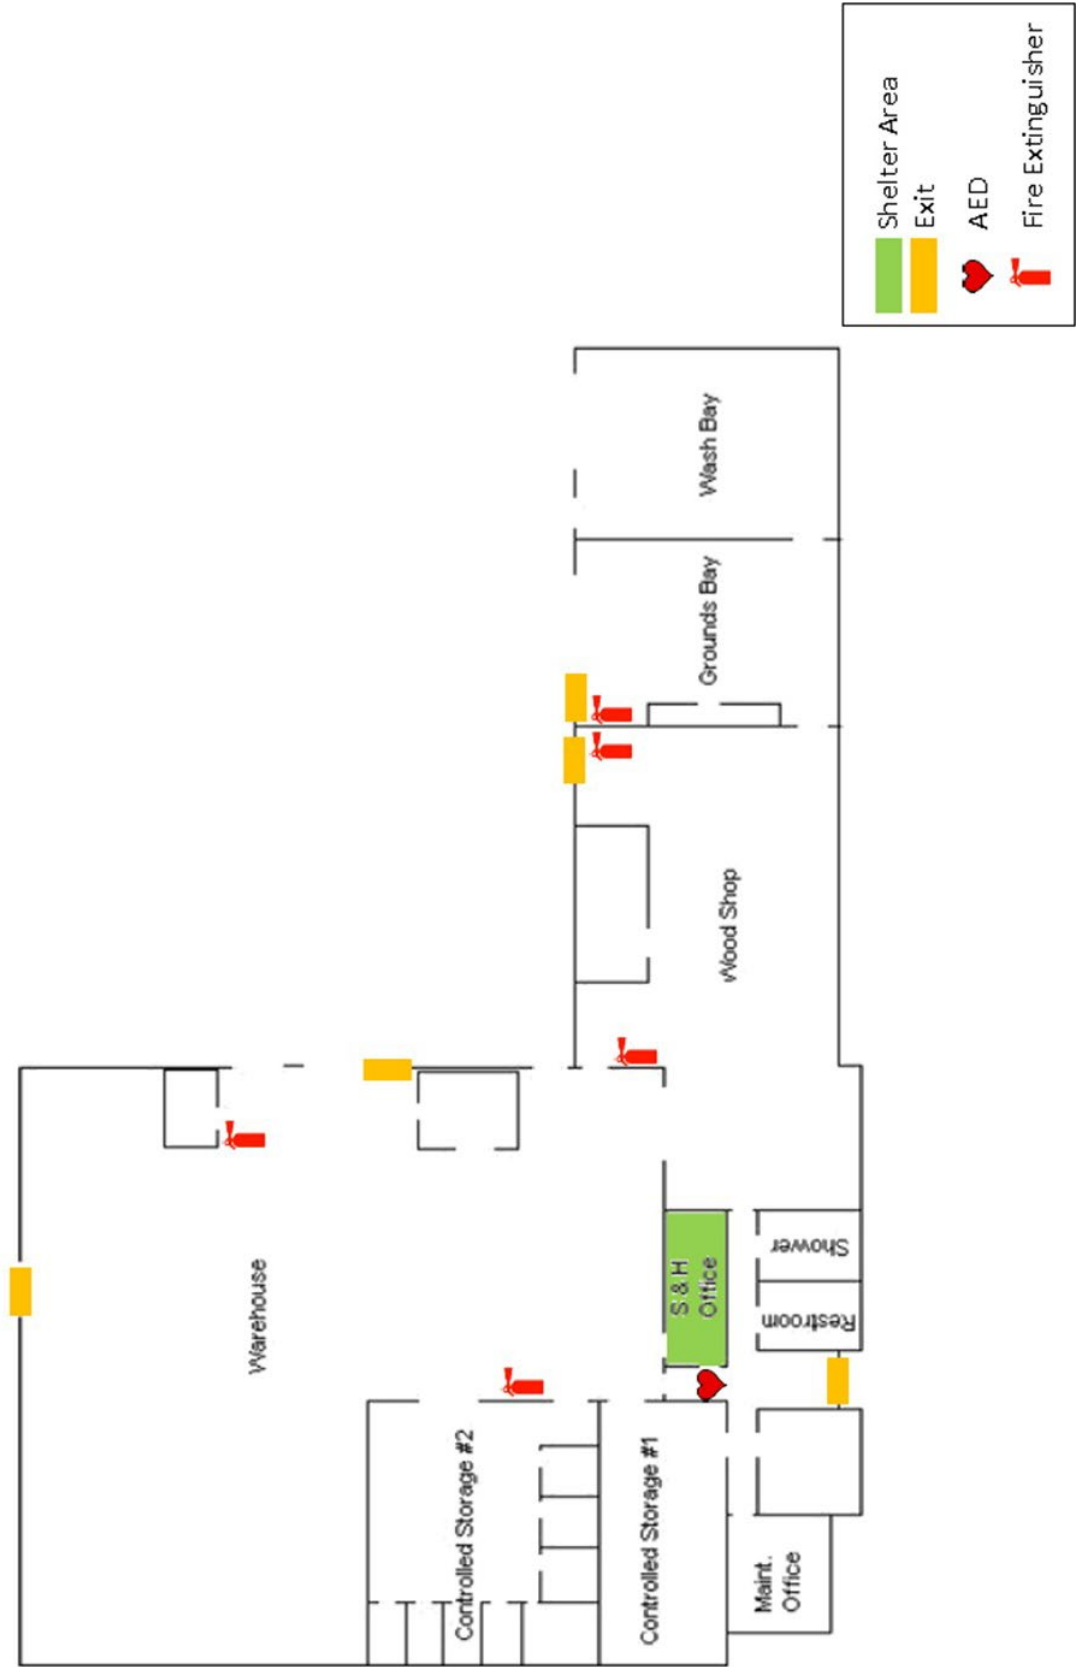 Shelter Area
Exit
AED
Fire Extinguisher
Warehouse
Controlled Storage #2
Controlled Storage #1
Maint.
Office
S & H
Office
Restroom
Shower
Wood Shop
Grounds Bay
Wash Bay